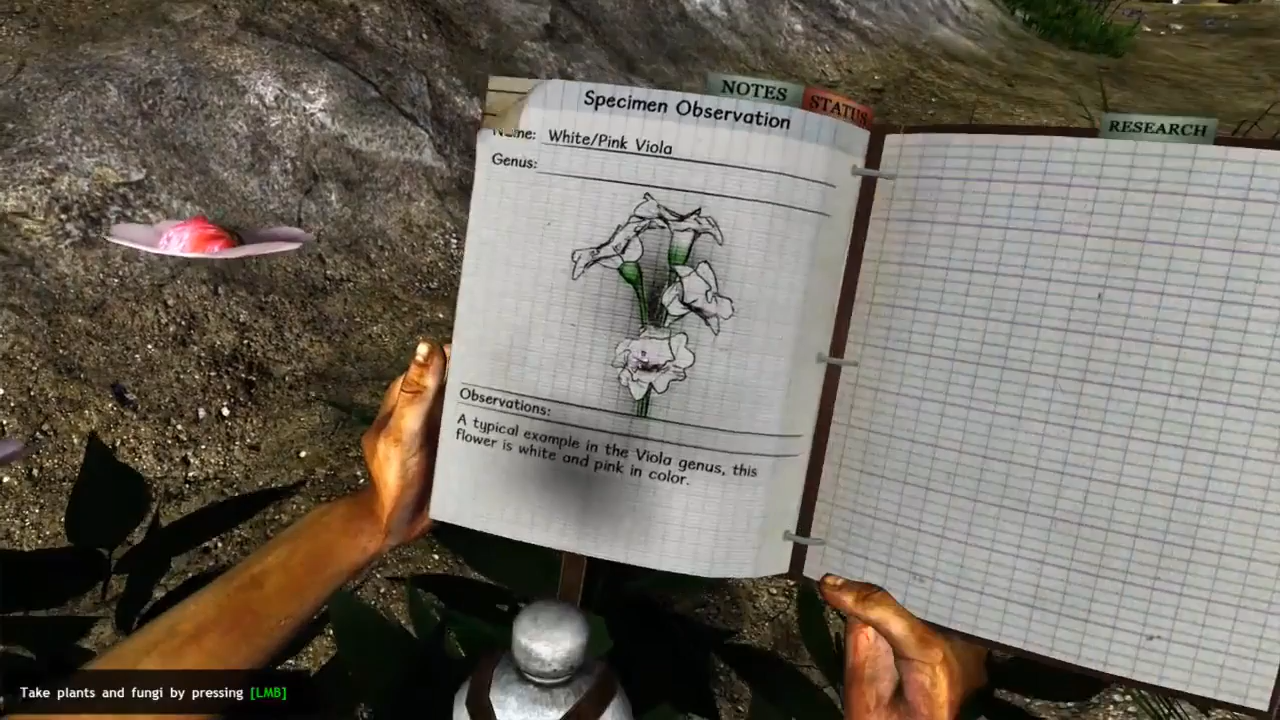 NOTES
STATUS
RESEARCH
Specimen Observation
Name: White/Pink Viola
Genus:
Observations:
A typical example in the Viola genus, this
flower is white and pink in color.
Take plants and fungi by pressing [LMB]